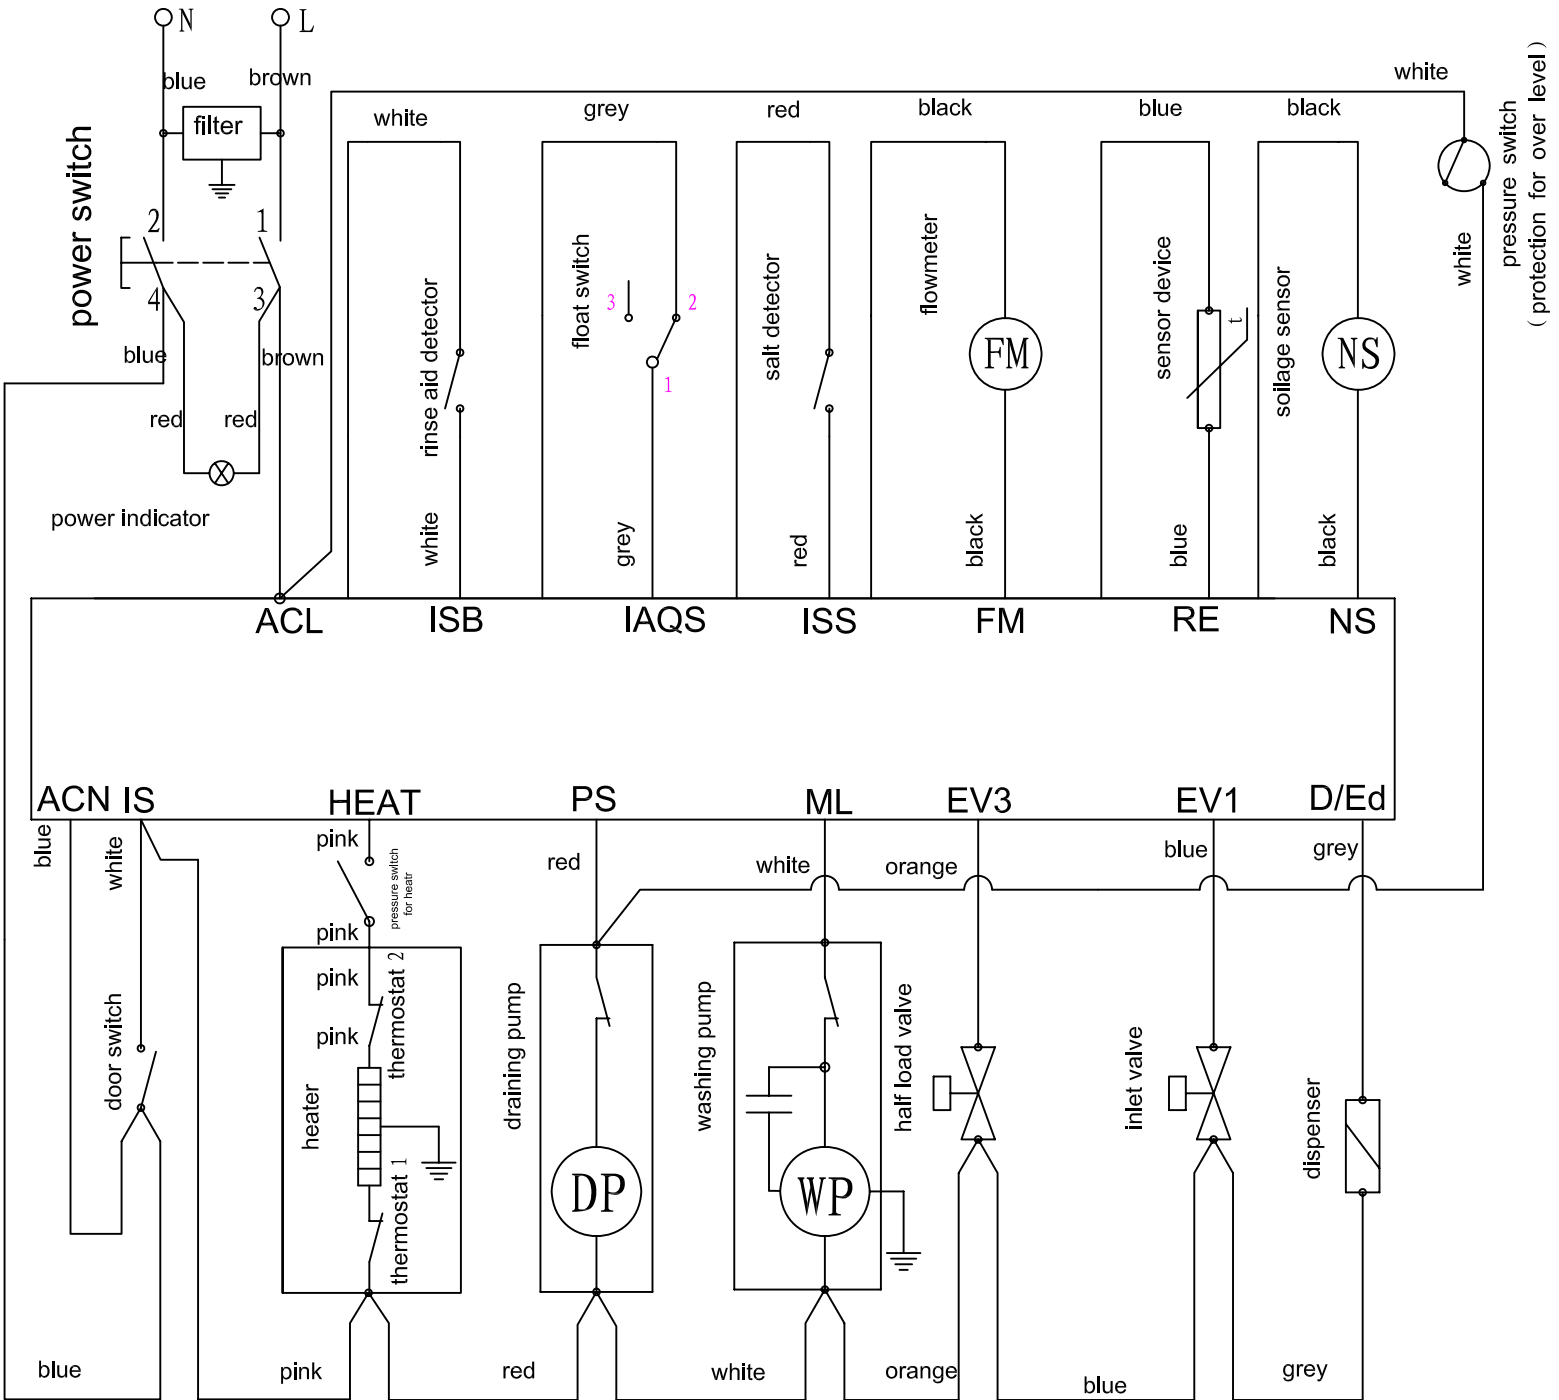 N
L
blue
brown
filter
power switch
2
1
4
3
blue
brown
red
red
power indicator
white
rinse aid detector
white
grey
float switch
3
2
1
grey
red
salt detector
red
black
flowmeter
FM
black
blue
sensor device
t
blue
black
soilage sensor
NS
black
white
white
pressure switch
( protection for over level )
ACL
ISB
IAQS
ISS
FM
RE
NS
ACN
IS
HEAT
PS
ML
EV3
EV1
D/Ed
blue
white
door switch
pink
pressure switch
for heatr
pink
pink
thermostat 2
pink
heater
thermostat 1
red
draining pump
DP
white
washing pump
WP
orange
half load valve
blue
inlet valve
grey
dispenser
blue
pink
red
white
orange
blue
grey